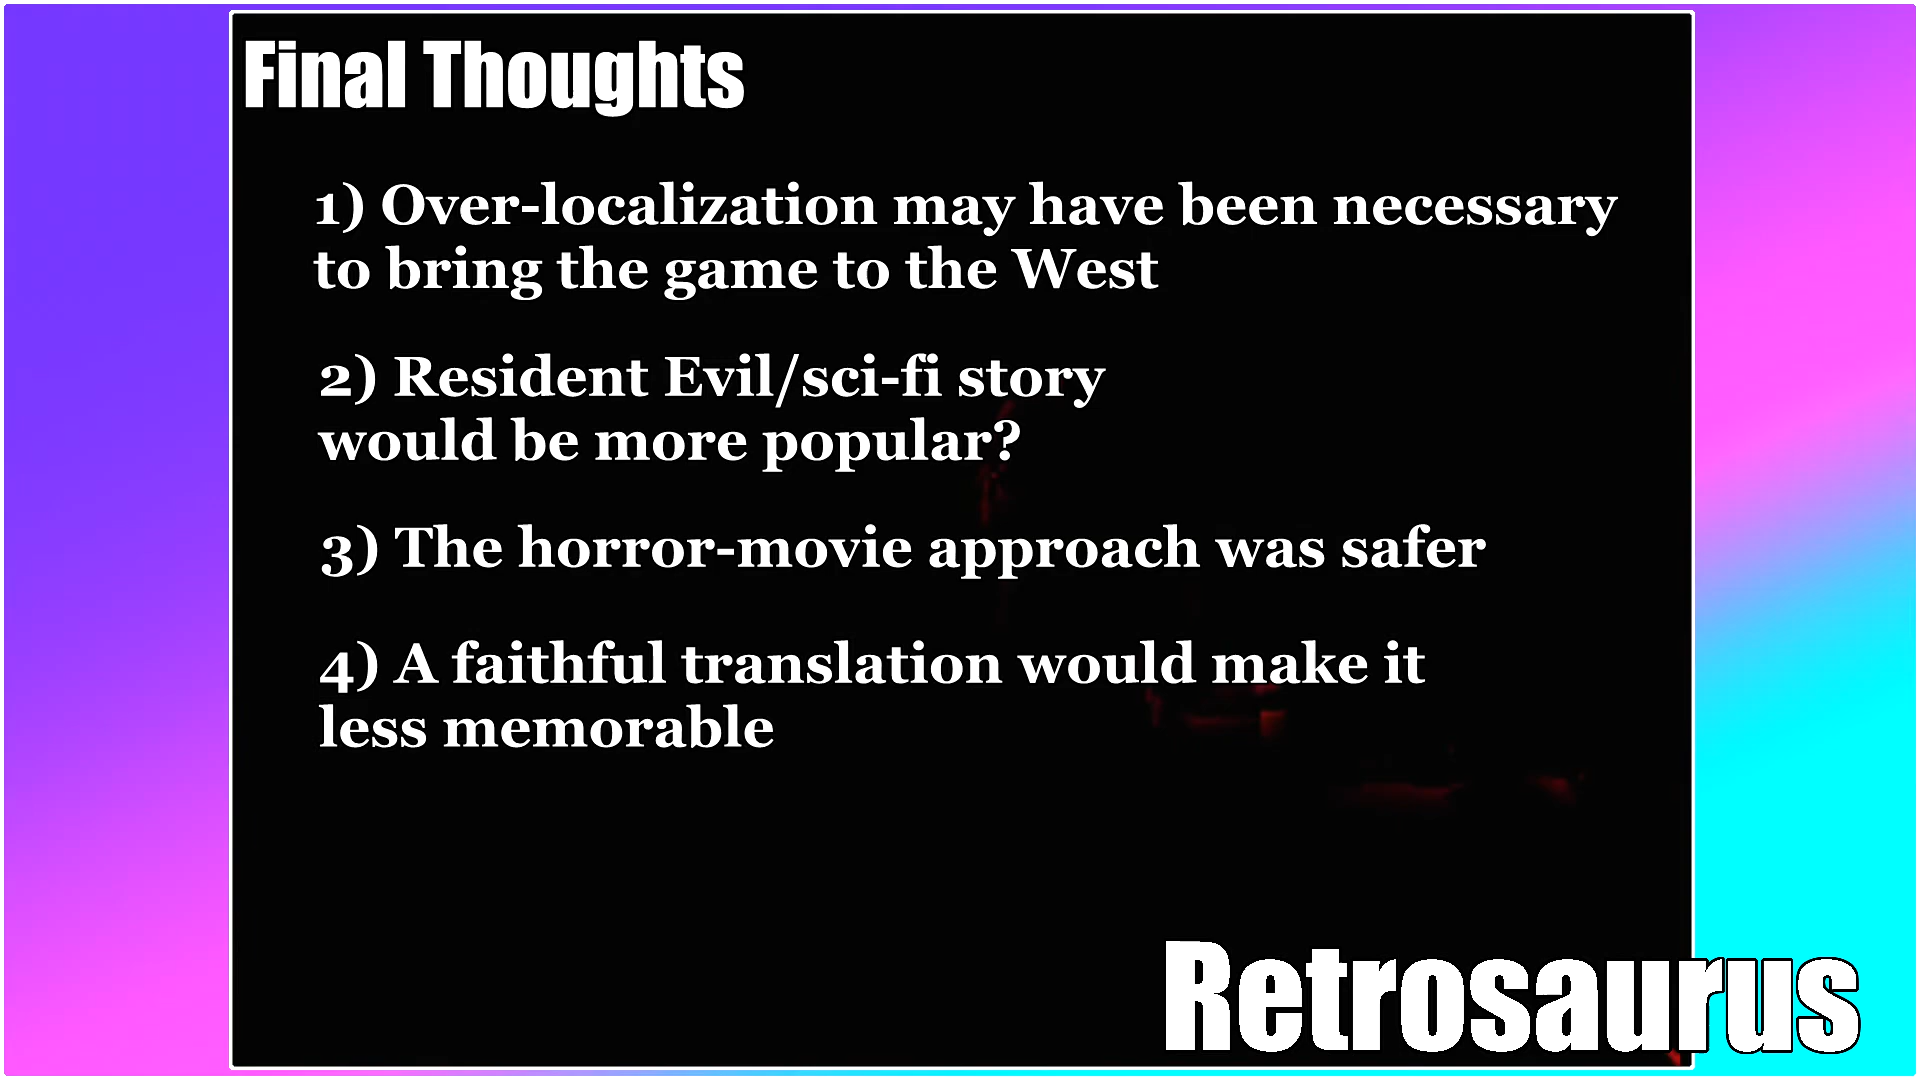 Final Thoughts
1) Over-localization may have been necessary
to bring the game to the West
2) Resident Evil/sci-fi story
would be more popular?
3) The horror-movie approach was safer
4) A faithful translation would make it
less memorable
Retrosaurus